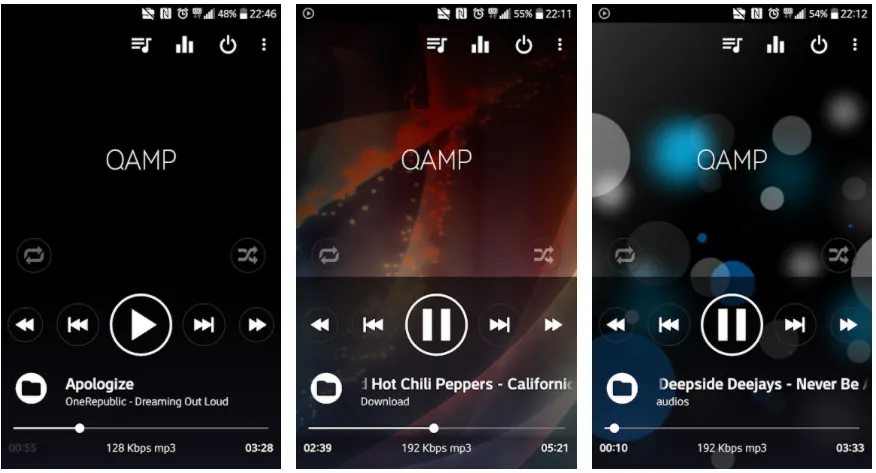 48% 22:46
QAMP
Apologize
OneRepublic - Dreaming Out Loud
00:55 128 Kbps mp3 03:28
55% 22:11
QAMP
Hot Chili Peppers - Californic
Download
02:39 192 Kbps mp3 05:21
54% 22:12
QAMP
Deepside Deejays - Never Be
audios
00:10 192 Kbps mp3 03:33